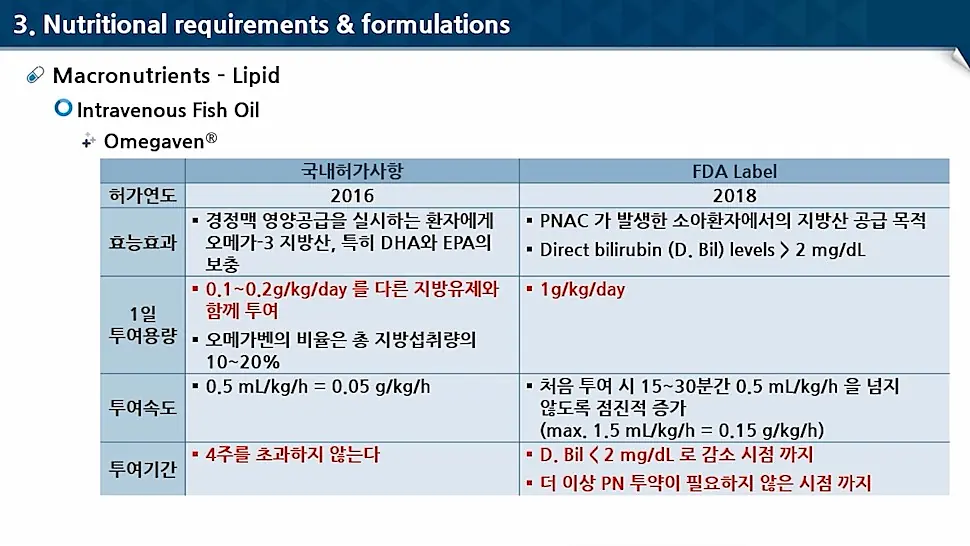 3. Nutritional requirements & formulations
Macronutrients - Lipid
Intravenous Fish Oil
Omegaven®
국내허가사항
FDA Label
허가연도
2016
2018
효능효과
▪ 경정맥 영양공급을 실시하는 환자에게
오메가-3 지방산, 특히 DHA와 EPA의
보충
▪ PNAC 가 발생한 소아환자에서의 지방산 공급 목적
▪ Direct bilirubin (D. Bil) levels > 2 mg/dL
1일
투여용량
▪ 0.1~0.2g/kg/day 를 다른 지방유제와
함께 투여
▪ 오메가벤의 비율은 총 지방섭취량의
10~20%
▪ 1g/kg/day
투여속도
▪ 0.5 mL/kg/h = 0.05 g/kg/h
▪ 처음 투여 시 15~30분간 0.5 mL/kg/h 을 넘지
않도록 점진적 증가
(max. 1.5 mL/kg/h = 0.15 g/kg/h)
투여기간
▪ 4주를 초과하지 않는다
▪ D. Bil < 2 mg/dL 로 감소 시점 까지
▪ 더 이상 PN 투약이 필요하지 않은 시점 까지